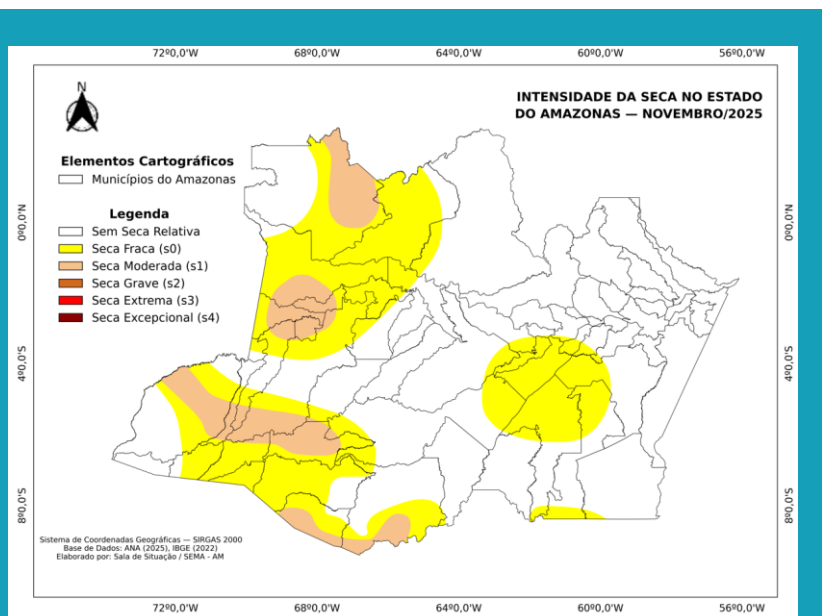 72º0,0'W 68º0,0'W 64º0,0'W 60º0,0'W 56º0,0'W
N
INTENSIDADE DA SECA NO ESTADO
DO AMAZONAS — NOVEMBRO/2025
Elementos Cartográficos
Municípios do Amazonas
Legenda
Sem Seca Relativa
Seca Fraca (s0)
Seca Moderada (s1)
Seca Grave (s2)
Seca Extrema (s3)
Seca Excepcional (s4)
0º0,0'N 0º0,0'N
4º0,0'S 4º0,0'S
8º0,0'S 8º0,0'S
Sistema de Coordenadas Geográficas — SIRGAS 2000
Base de Dados: ANA (2025), IBGE (2022)
Elaborado por: Sala de Situação / SEMA - AM
72º0,0'W 68º0,0'W 64º0,0'W 60º0,0'W 56º0,0'W